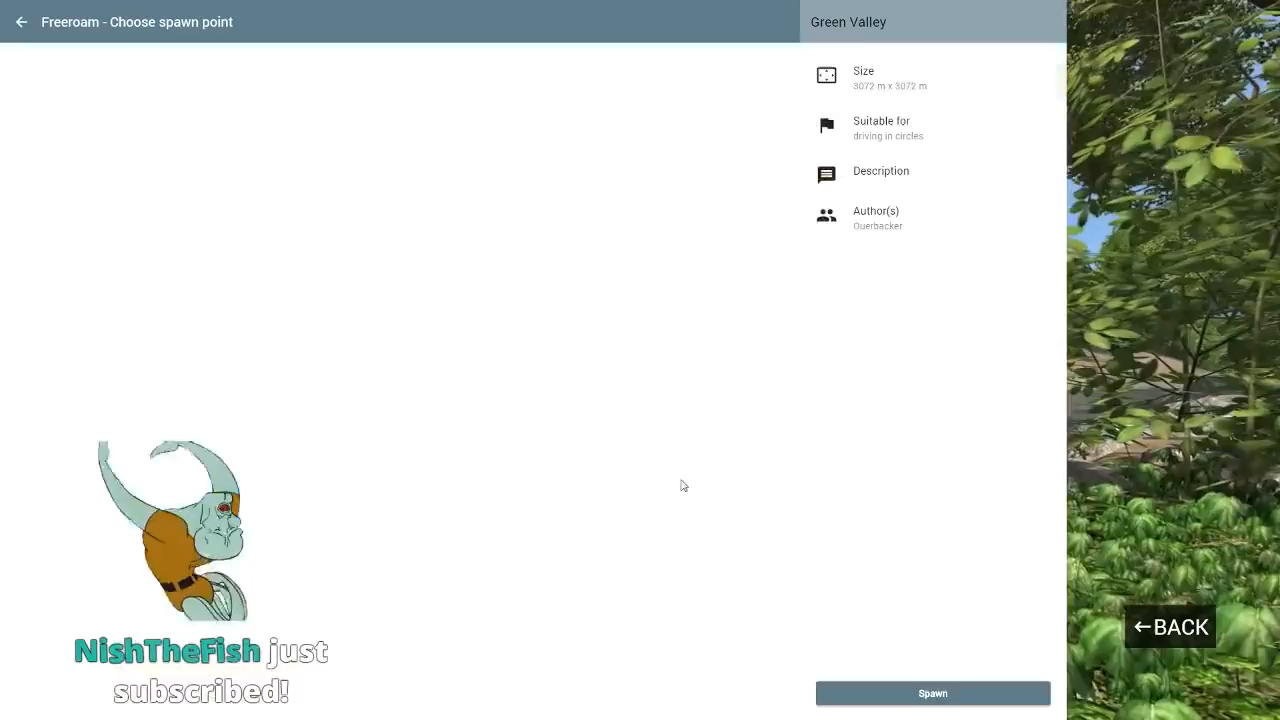 Freeroam - Choose spawn point
Green Valley
Size
3072 m x 3072 m
Suitable for
driving in circles
Description
Author(s)
Ouerbacker
←BACK
NishTheFish just
subscribed!
Spawn